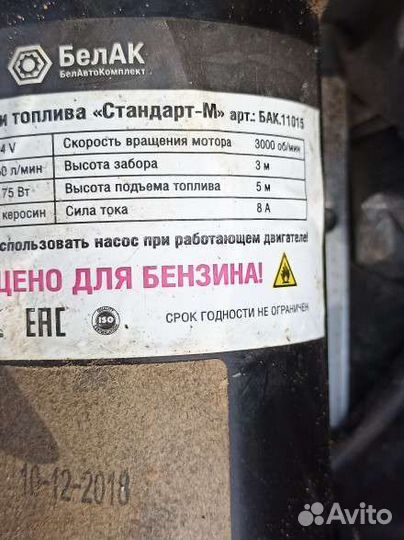 БелАК
БелАвтоКомплект
и топлива «Стандарт-М» арт.: БАК.11015
4 V Скорость вращения мотора 3000 об/мин
0 л/мин Высота забора 3 м
75 Вт Высота подъема топлива 5 м
керосин Сила тока 8 А
спользовать насос при работающем двигателе!
ЩЕНО ДЛЯ БЕНЗИНА!
EAC ISO СРОК ГОДНОСТИ НЕ ОГРАНИЧЕН
10-12-2018
Avito